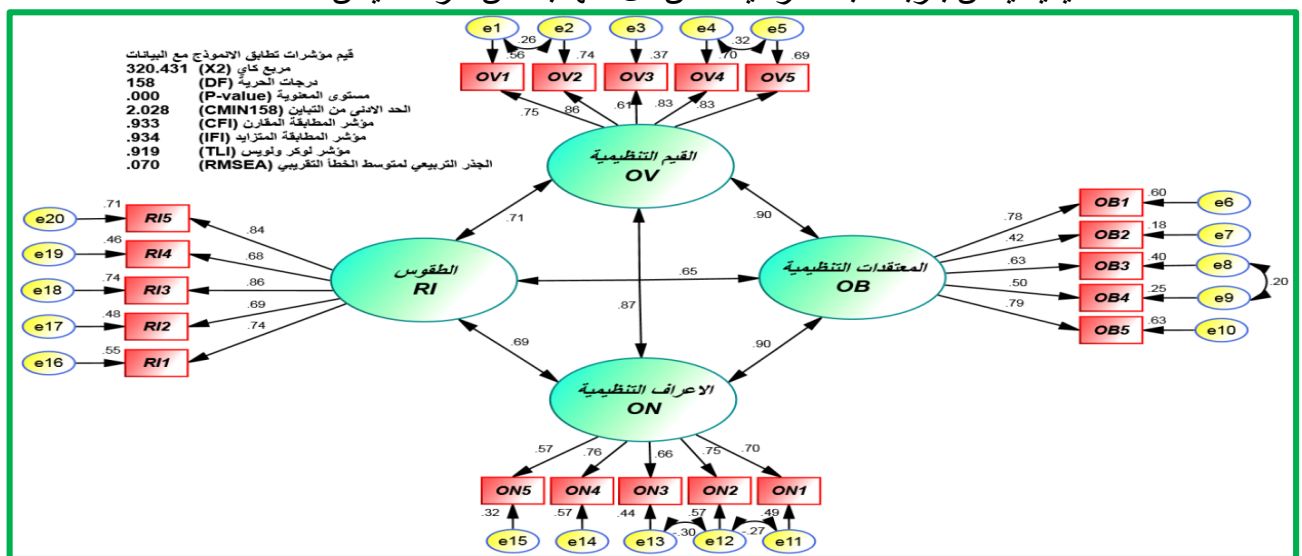 قيم مؤشرات تطابق الانموذج مع البيانات
مربع كاي (X2) 320.431
درجات الحرية (DF) 158
مستوى المعنوية (P-value) .000
الحد الادنى من التباين (CMIN158) 2.028
مؤشر المطابقة المقارن (CFI) .933
مؤشر المطابقة المتزايد (IFI) .934
مؤشر لوكر ولويس (TLI) .919
الجذر التربيعي لمتوسط الخطأ التقريبي (RMSEA) .070
e1 .26 e2 e3 e4 .32 e5
.56 .74 .37 .70 .69
OV1 OV2 OV3 OV4 OV5
.75 .86 .61 .83 .83
القيم التنظيمية
OV
.71 .90
e20 .71 RI5 .84
e19 .46 RI4 .68
e18 .74 RI3 .86
e17 .48 RI2 .69
e16 .55 RI1 .74
الطقوس
RI
.65
.87
المعتقدات التنظيمية
OB
.78 OB1 .60 e6
.42 OB2 .18 e7
.63 OB3 .40 e8
.20
.50 OB4 .25 e9
.79 OB5 .63 e10
.69 .90
الاعراف التنظيمية
ON
.57 .76 .66 .75 .70
ON5 ON4 ON3 ON2 ON1
.32 .57 .44 .57 .49
e15 e14 e13 -.30 e12 -.27 e11